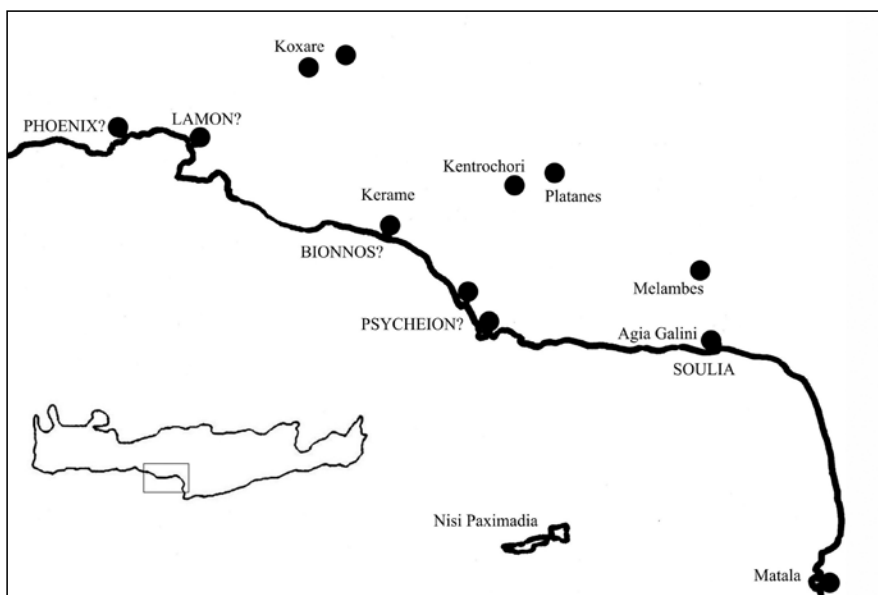 Koxare
PHOENIX?
LAMON?
Kentrochori
Platanes
Kerame
BIONNOS?
Melambes
PSYCHEION?
Agia Galini
SOULIA
Nisi Paximadia
Matala